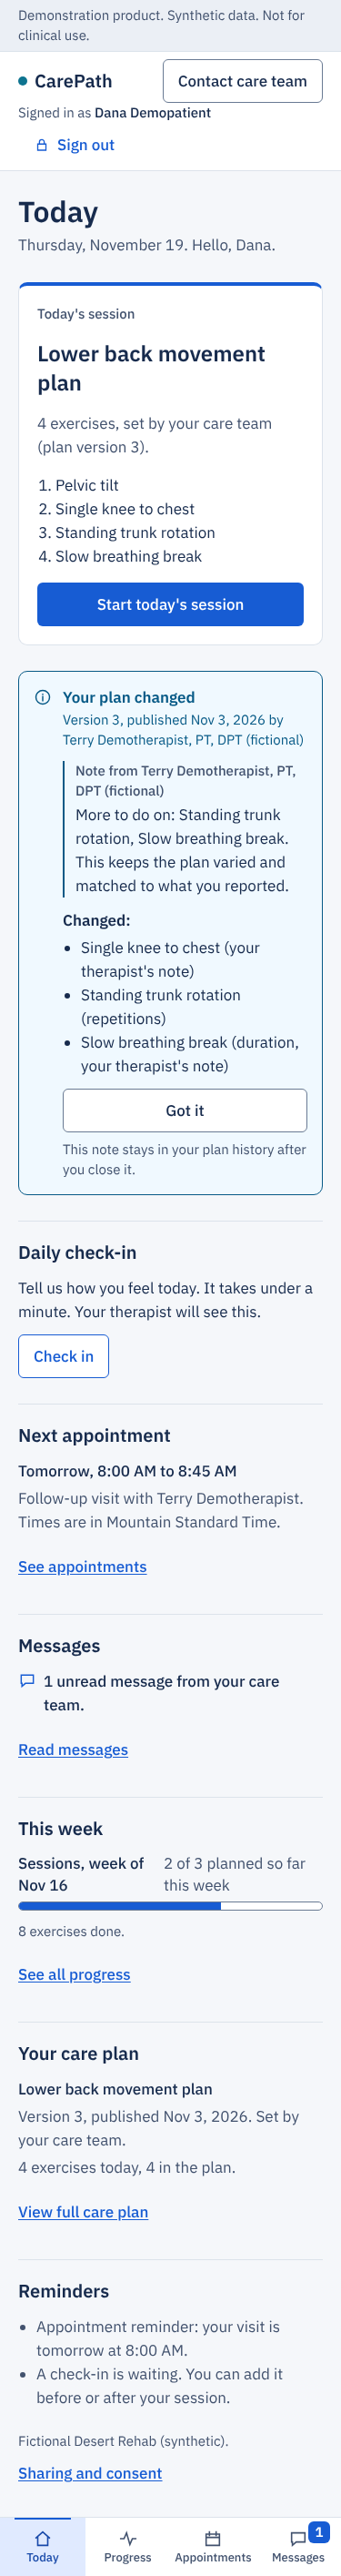 Demonstration product. Synthetic data. Not for
clinical use.
CarePath
Contact care team
Signed in as Dana Demopatient
Sign out
Today
Thursday, November 19. Hello, Dana.
Today's session
Lower back movement
plan
4 exercises, set by your care team
(plan version 3).
1. Pelvic tilt
2. Single knee to chest
3. Standing trunk rotation
4. Slow breathing break
Start today's session
Your plan changed
Version 3, published Nov 3, 2026 by
Terry Demotherapist, PT, DPT (fictional)
Note from Terry Demotherapist, PT,
DPT (fictional)
More to do on: Standing trunk
rotation, Slow breathing break.
This keeps the plan varied and
matched to what you reported.
Changed:
• Single knee to chest (your
therapist's note)
• Standing trunk rotation
(repetitions)
• Slow breathing break (duration,
your therapist's note)
Got it
This note stays in your plan history after
you close it.
Daily check-in
Tell us how you feel today. It takes under a
minute. Your therapist will see this.
Check in
Next appointment
Tomorrow, 8:00 AM to 8:45 AM
Follow-up visit with Terry Demotherapist.
Times are in Mountain Standard Time.
See appointments
Messages
1 unread message from your care
team.
Read messages
This week
Sessions, week of
Nov 16
2 of 3 planned so far
this week
8 exercises done.
See all progress
Your care plan
Lower back movement plan
Version 3, published Nov 3, 2026. Set by
your care team.
4 exercises today, 4 in the plan.
View full care plan
Reminders
• Appointment reminder: your visit is
tomorrow at 8:00 AM.
• A check-in is waiting. You can add it
before or after your session.
Fictional Desert Rehab (synthetic).
Sharing and consent
Today
Progress
Appointments
1
Messages